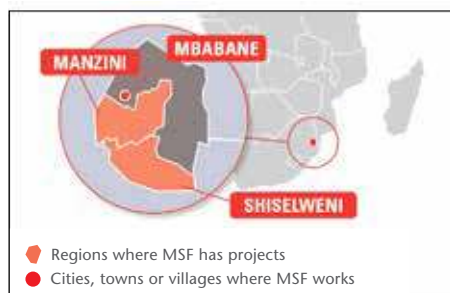 MBABANE
MANZINI
SHISELWENI
Regions where MSF has projects
Cities, towns or villages where MSF works